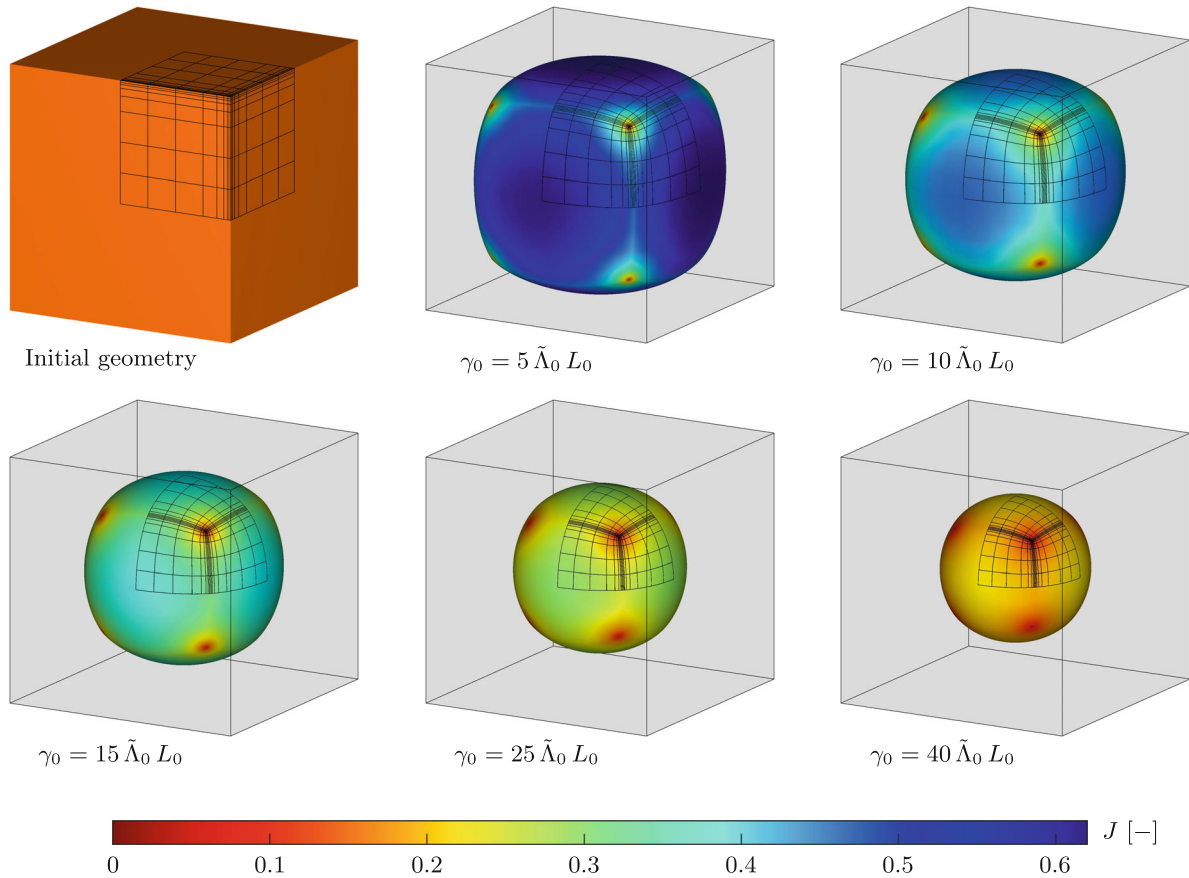 Initial geometry
γ₀ = 5 Λ̃₀ L₀
γ₀ = 10 Λ̃₀ L₀
γ₀ = 15 Λ̃₀ L₀
γ₀ = 25 Λ̃₀ L₀
γ₀ = 40 Λ̃₀ L₀
J [−]
0 0.1 0.2 0.3 0.4 0.5 0.6